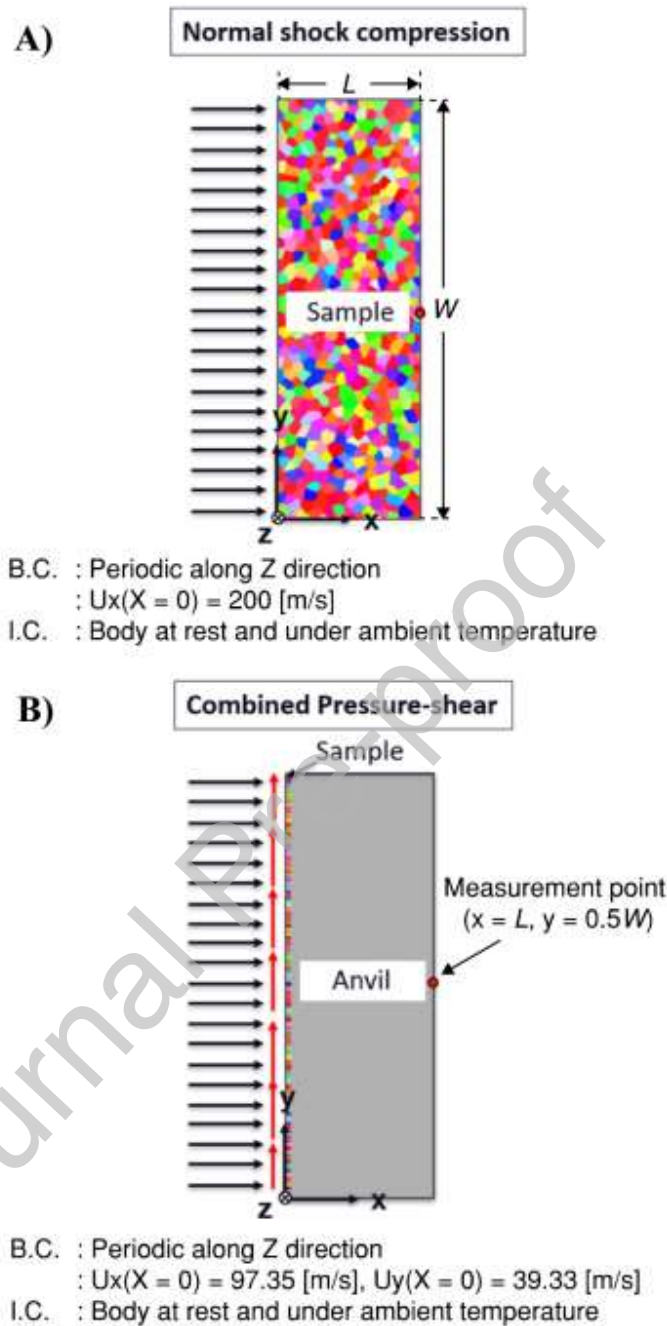 A)
Normal shock compression
L
Sample
W
y
z
x
B.C. : Periodic along Z direction
: Ux(X = 0) = 200 [m/s]
I.C. : Body at rest and under ambient temperature
B)
Combined Pressure-shear
Sample
Measurement point
(x = L, y = 0.5W)
Anvil
y
z
x
B.C. : Periodic along Z direction
: Ux(X = 0) = 97.35 [m/s], Uy(X = 0) = 39.33 [m/s]
I.C. : Body at rest and under ambient temperature
urnal Pre-proof